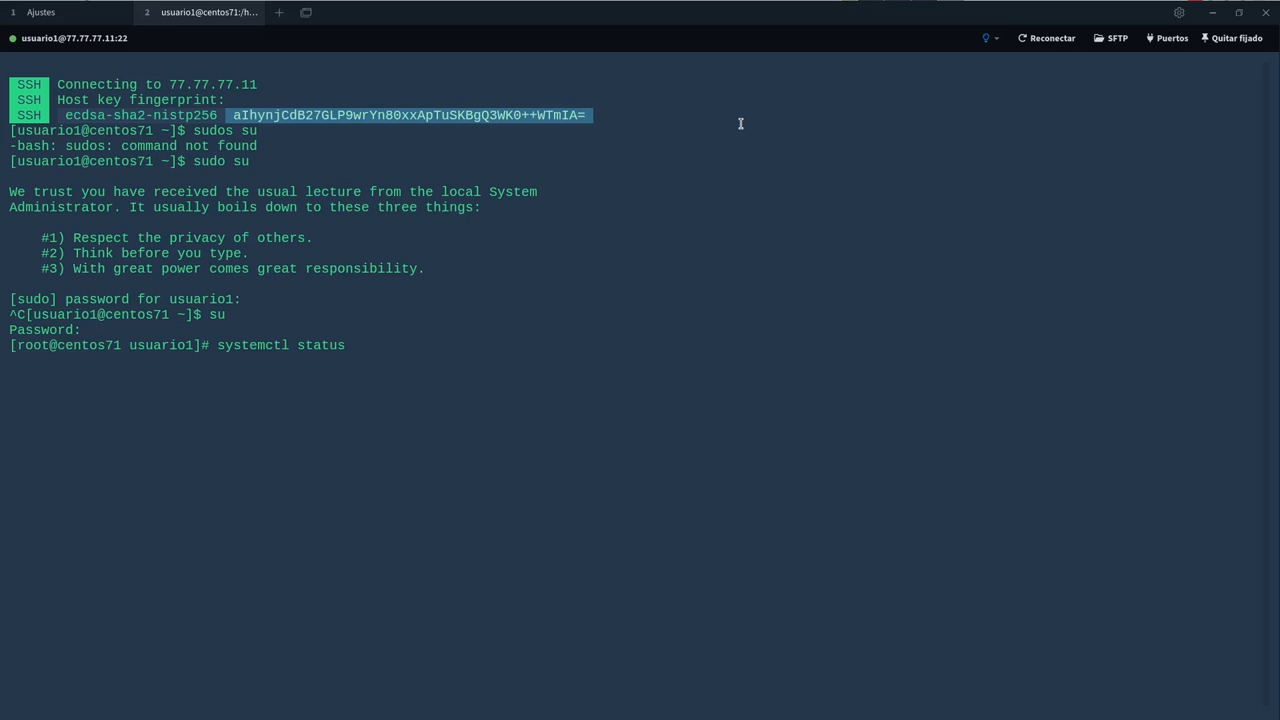 1 Ajustes 2 usuario1@centos71:/h...
usuario1@77.77.77.11:22 Reconectar SFTP Puertos Quitar fijado
SSH Connecting to 77.77.77.11
SSH Host key fingerprint:
SSH ecdsa-sha2-nistp256 aIhynjCdB27GLP9wrYn80xxApTuSKBgQ3WK0++WTmIA=
[usuario1@centos71 ~]$ sudos su
-bash: sudos: command not found
[usuario1@centos71 ~]$ sudo su
We trust you have received the usual lecture from the local System
Administrator. It usually boils down to these three things:
#1) Respect the privacy of others.
#2) Think before you type.
#3) With great power comes great responsibility.
[sudo] password for usuario1:
^C[usuario1@centos71 ~]$ su
Password:
[root@centos71 usuario1]# systemctl status